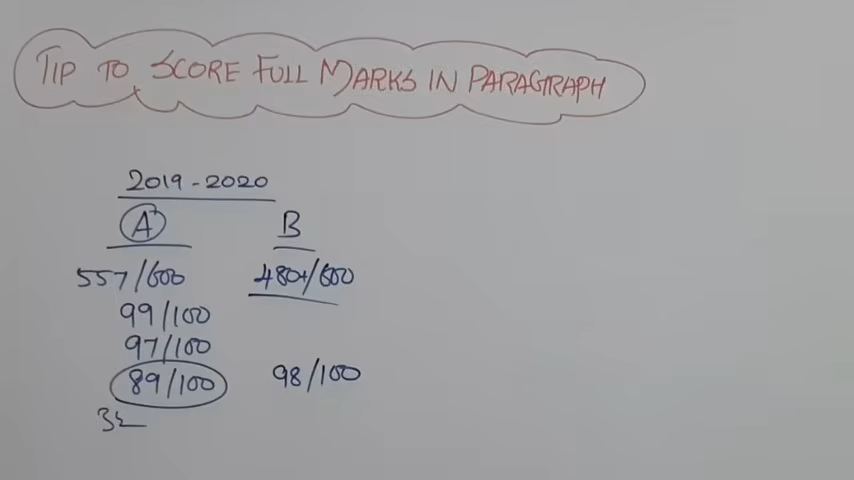 TIP TO SCORE FULL MARKS IN PARAGRAPH
2019-2020
A+ B
557/600 480+/600
99/100
97/100
89/100 98/100